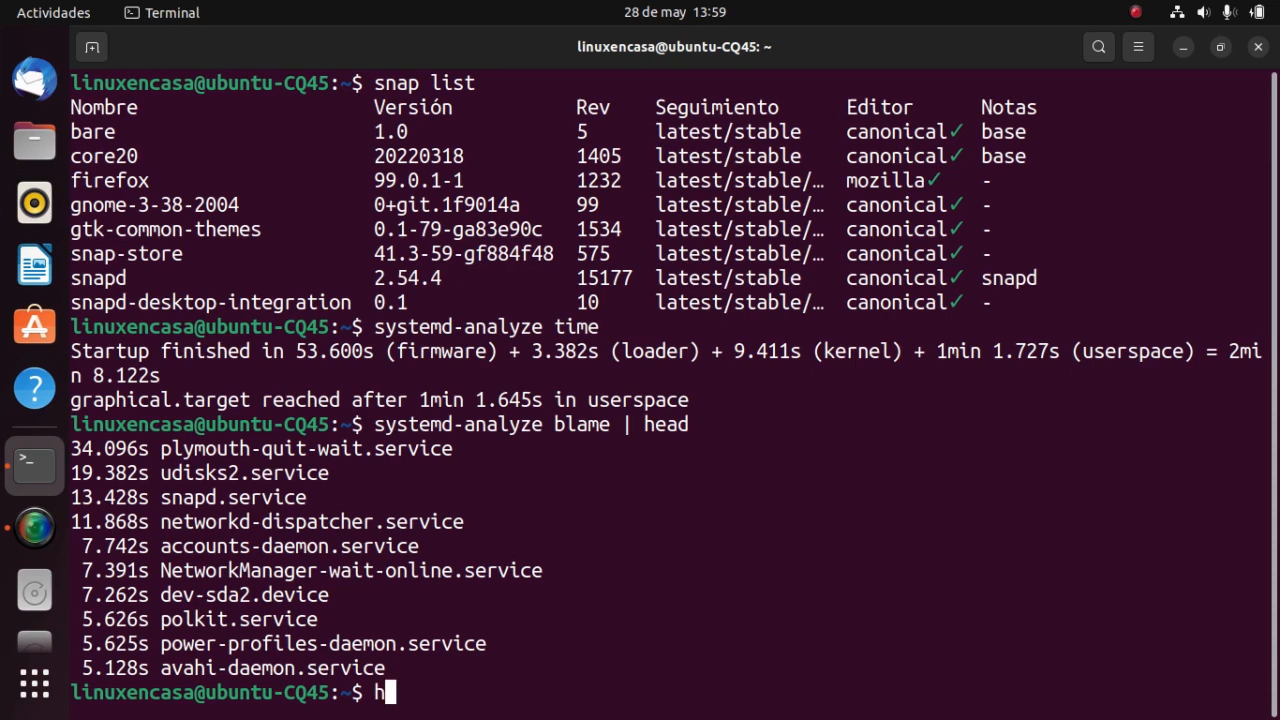 Actividades Terminal 28 de may 13:59
linuxencasa@ubuntu-CQ45: ~
linuxencasa@ubuntu-CQ45:~$ snap list
Nombre Versión Rev Seguimiento Editor Notas
bare 1.0 5 latest/stable canonical✓ base
core20 20220318 1405 latest/stable canonical✓ base
firefox 99.0.1-1 1232 latest/stable/… mozilla✓ -
gnome-3-38-2004 0+git.1f9014a 99 latest/stable/… canonical✓ -
gtk-common-themes 0.1-79-ga83e90c 1534 latest/stable/… canonical✓ -
snap-store 41.3-59-gf884f48 575 latest/stable/… canonical✓ -
snapd 2.54.4 15177 latest/stable canonical✓ snapd
snapd-desktop-integration 0.1 10 latest/stable/… canonical✓ -
linuxencasa@ubuntu-CQ45:~$ systemd-analyze time
Startup finished in 53.600s (firmware) + 3.382s (loader) + 9.411s (kernel) + 1min 1.727s (userspace) = 2mi
n 8.122s
graphical.target reached after 1min 1.645s in userspace
linuxencasa@ubuntu-CQ45:~$ systemd-analyze blame | head
34.096s plymouth-quit-wait.service
19.382s udisks2.service
13.428s snapd.service
11.868s networkd-dispatcher.service
7.742s accounts-daemon.service
7.391s NetworkManager-wait-online.service
7.262s dev-sda2.device
5.626s polkit.service
5.625s power-profiles-daemon.service
5.128s avahi-daemon.service
linuxencasa@ubuntu-CQ45:~$ h